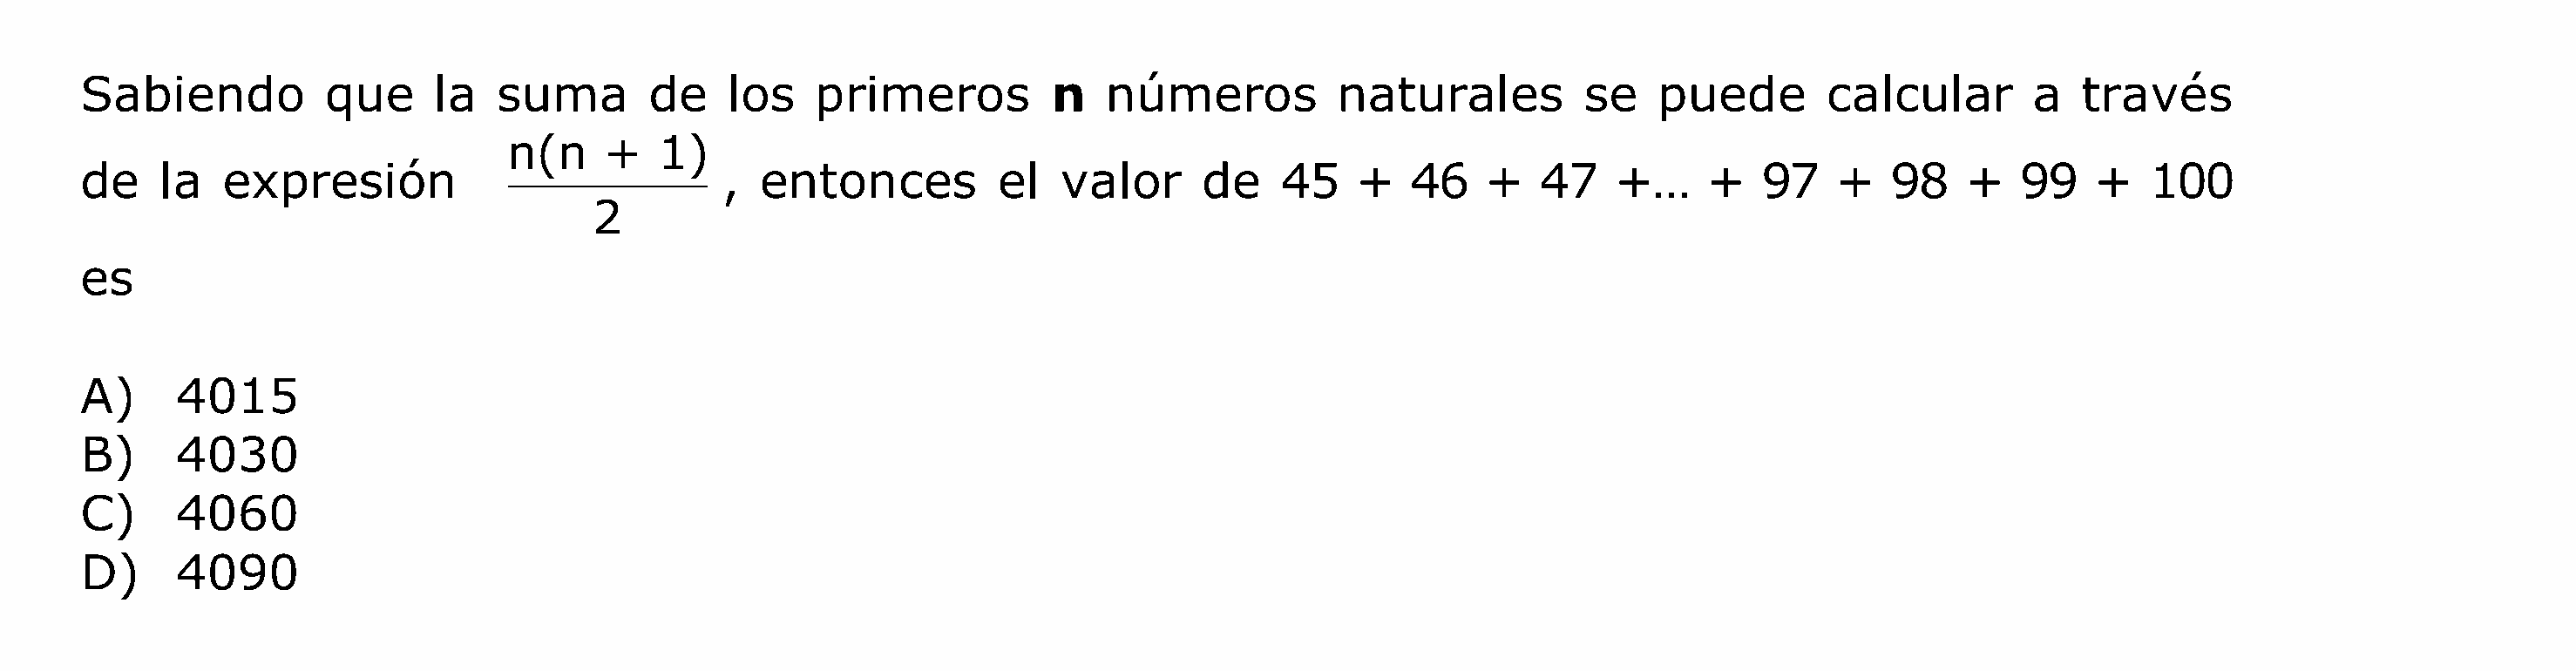 Sabiendo que la suma de los primeros n números naturales se puede calcular a través
de la expresión n(n + 1)/2, entonces el valor de 45 + 46 + 47 +... + 97 + 98 + 99 + 100
es
A) 4015
B) 4030
C) 4060
D) 4090